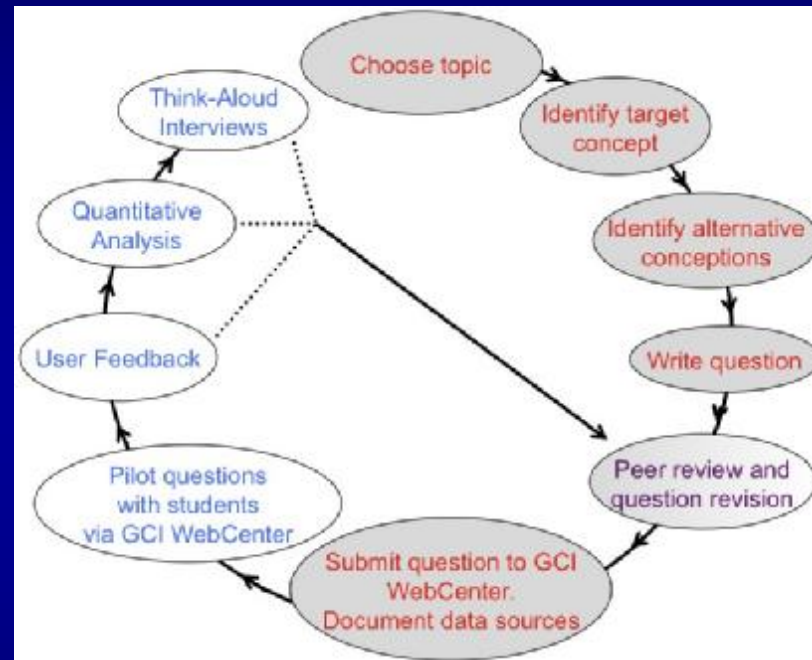 Choose topic
Identify target
concept
Identify alternative
conceptions
Write question
Peer review and
question revision
Submit question to GCI
WebCenter.
Document data sources
Pilot questions
with students
via GCI WebCenter
User Feedback
Quantitative
Analysis
Think-Aloud
Interviews